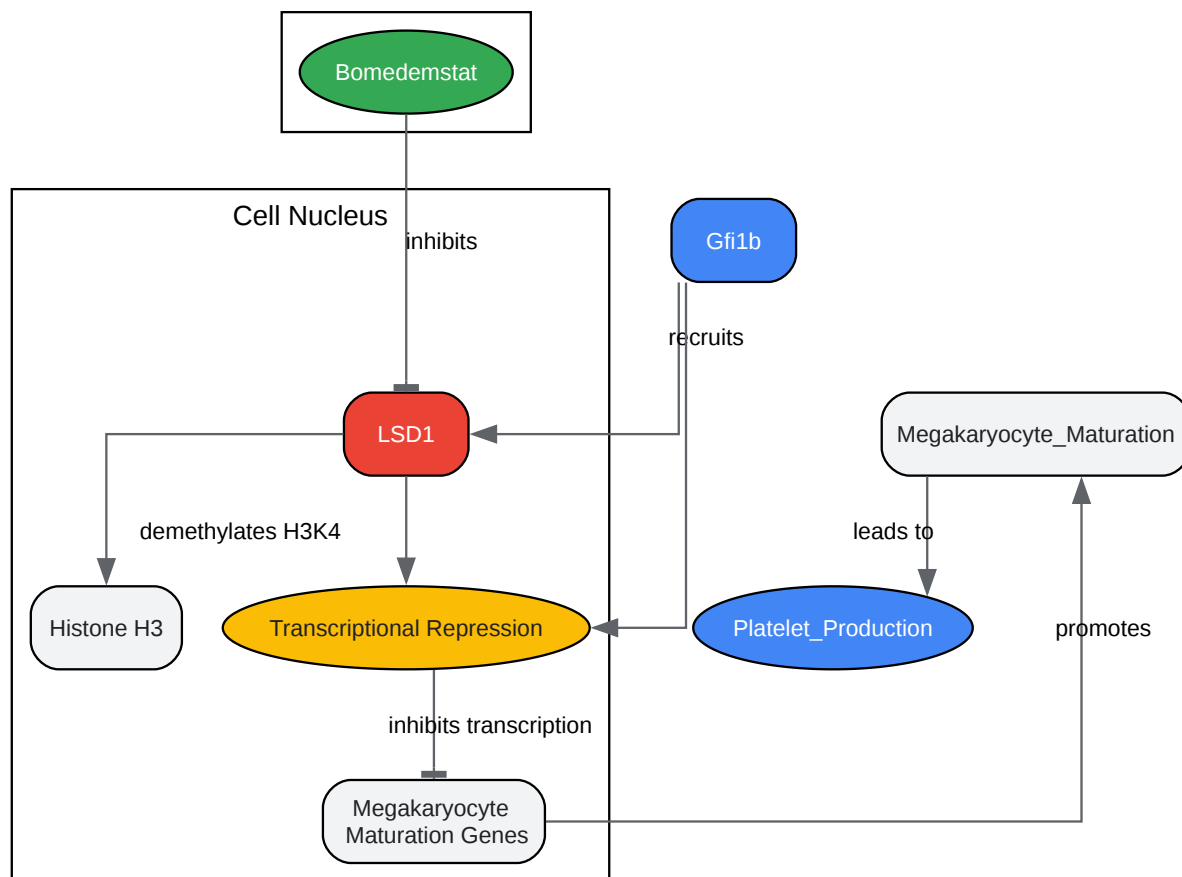 Bomedemstat
Cell Nucleus
inhibits
Gfi1b
recruits
LSD1
Megakaryocyte_Maturation
demethylates H3K4
leads to
Histone H3
Transcriptional Repression
Platelet_Production
promotes
inhibits transcription
Megakaryocyte
Maturation Genes